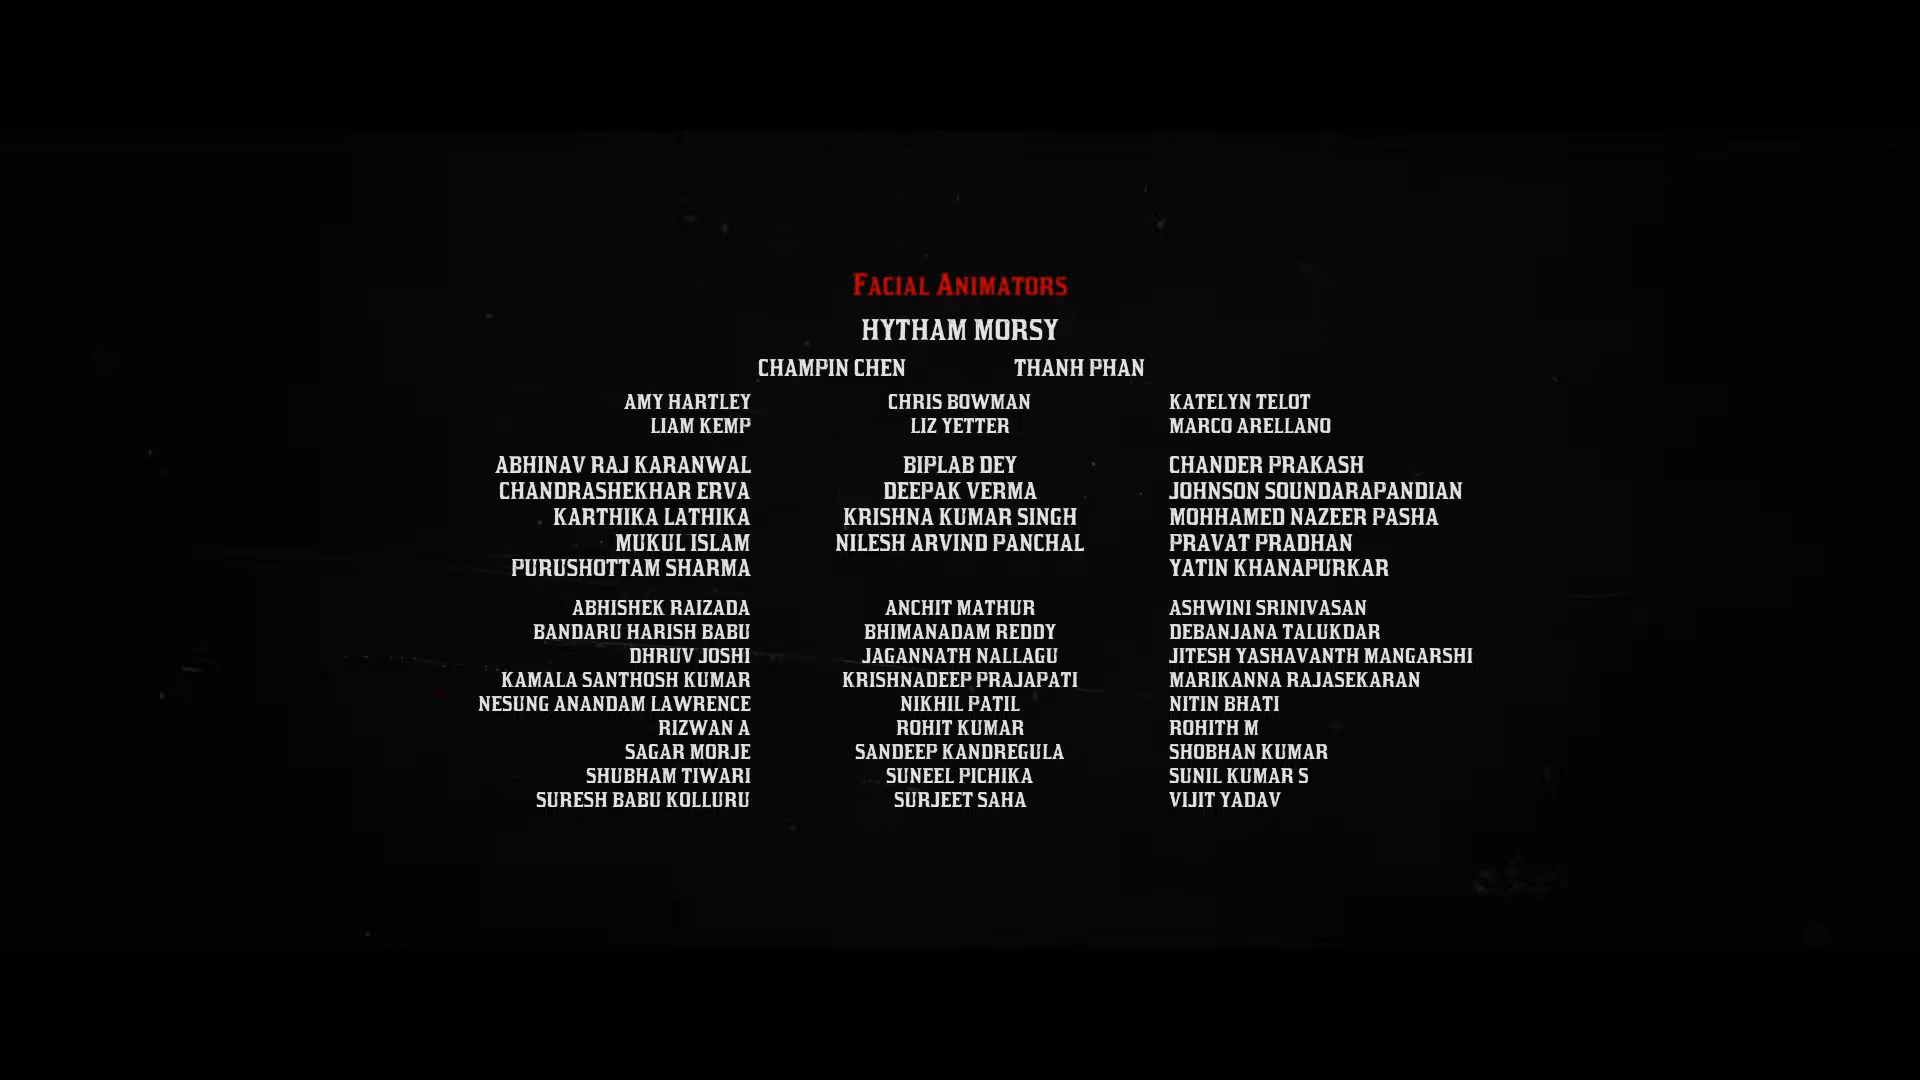 Facial Animators
HYTHAM MORSY
CHAMPIN CHEN THANH PHAN
AMY HARTLEY CHRIS BOWMAN KATELYN TELOT
LIAM KEMP LIZ YETTER MARCO ARELLANO
ABHINAV RAJ KARANWAL BIPLAB DEY CHANDER PRAKASH
CHANDRASHEKHAR ERVA DEEPAK VERMA JOHNSON SOUNDARAPANDIAN
KARTHIKA LATHIKA KRISHNA KUMAR SINGH MOHHAMED NAZEER PASHA
MUKUL ISLAM NILESH ARVIND PANCHAL PRAVAT PRADHAN
PURUSHOTTAM SHARMA YATIN KHANAPURKAR
ABHISHEK RAIZADA ANCHIT MATHUR ASHWINI SRINIVASAN
BANDARU HARISH BABU BHIMANADAM REDDY DEBANJANA TALUKDAR
DHRUV JOSHI JAGANNATH NALLAGU JITESH YASHAVANTH MANGARSHI
KAMALA SANTHOSH KUMAR KRISHNADEEP PRAJAPATI MARIKANNA RAJASEKARAN
NESUNG ANANDAM LAWRENCE NIKHIL PATIL NITIN BHATI
RIZWAN A ROHIT KUMAR ROHITH M
SAGAR MORJE SANDEEP KANDREGULA SHOBHAN KUMAR
SHUBHAM TIWARI SUNEEL PICHIKA SUNIL KUMAR S
SURESH BABU KOLLURU SURJEET SAHA VIJIT YADAV